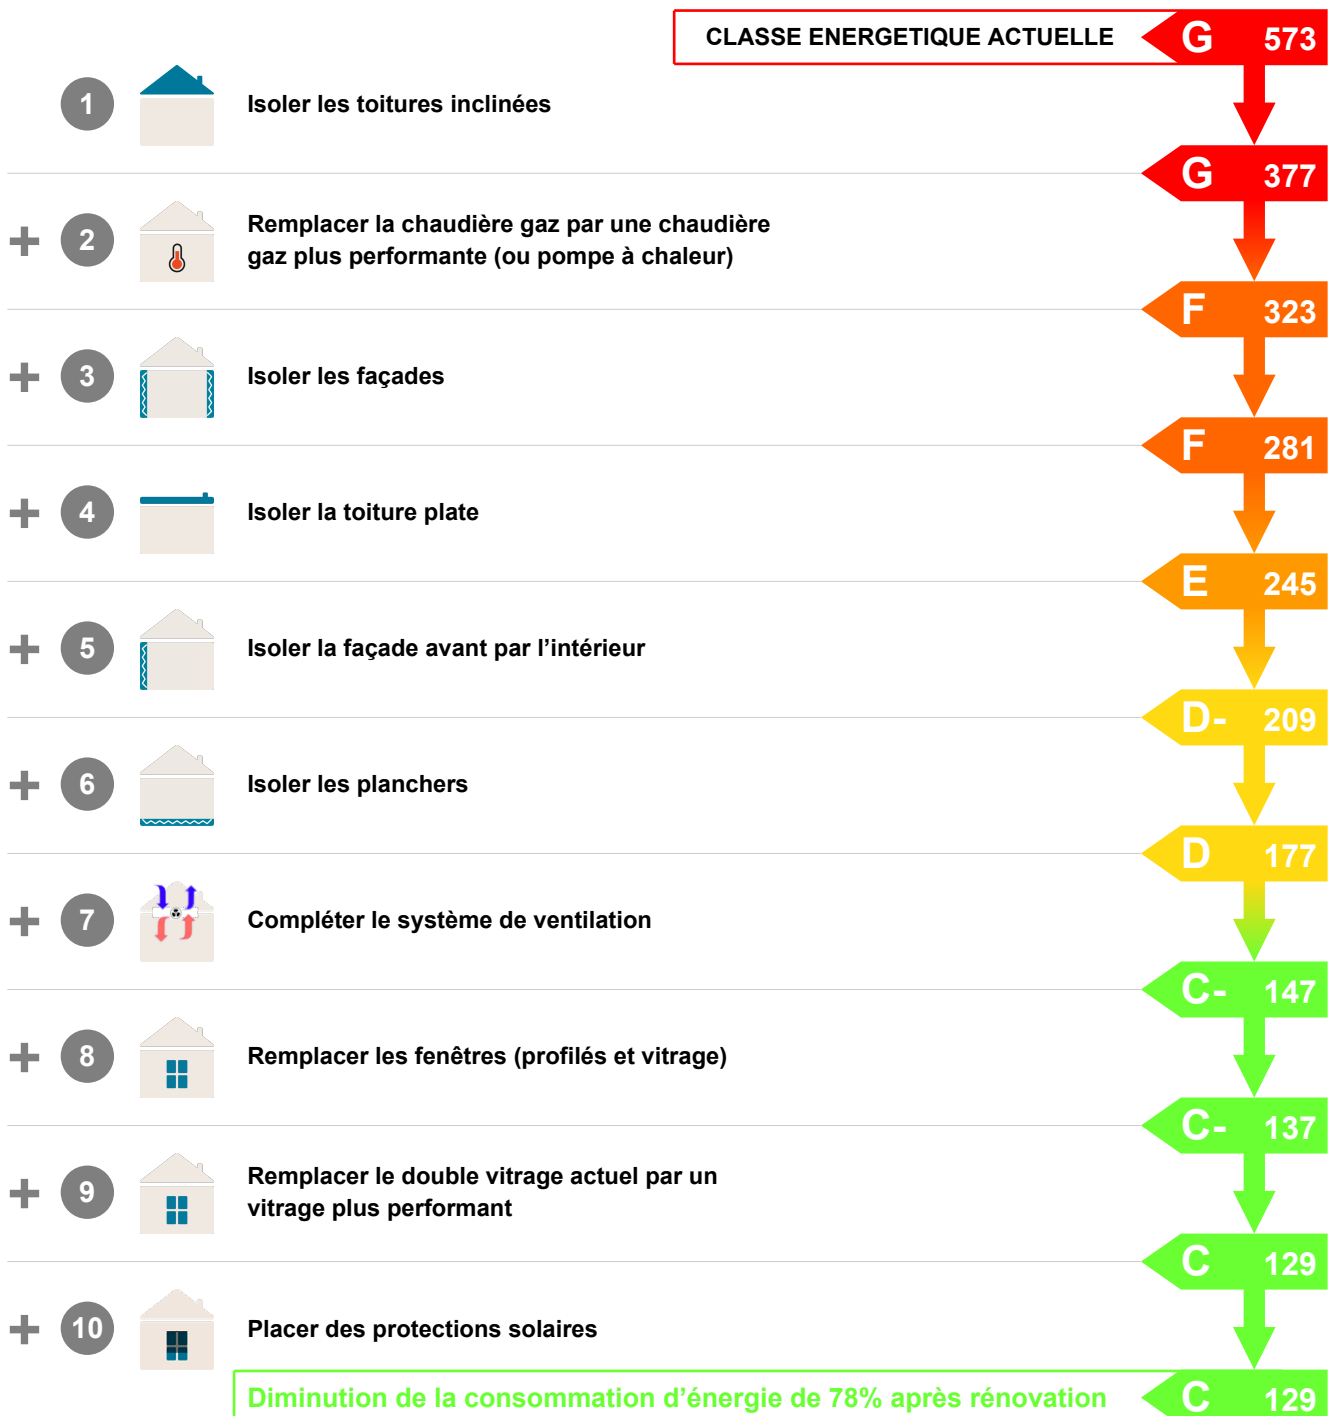 CLASSE ENERGETIQUE ACTUELLE G 573
1 Isoler les toitures inclinées
G 377
+ 2 Remplacer la chaudière gaz par une chaudière
gaz plus performante (ou pompe à chaleur)
F 323
+ 3 Isoler les façades
F 281
+ 4 Isoler la toiture plate
E 245
+ 5 Isoler la façade avant par l’intérieur
D- 209
+ 6 Isoler les planchers
D 177
+ 7 Compléter le système de ventilation
C- 147
+ 8 Remplacer les fenêtres (profilés et vitrage)
C- 137
+ 9 Remplacer le double vitrage actuel par un
vitrage plus performant
C 129
+ 10 Placer des protections solaires
Diminution de la consommation d’énergie de 78% après rénovation C 129